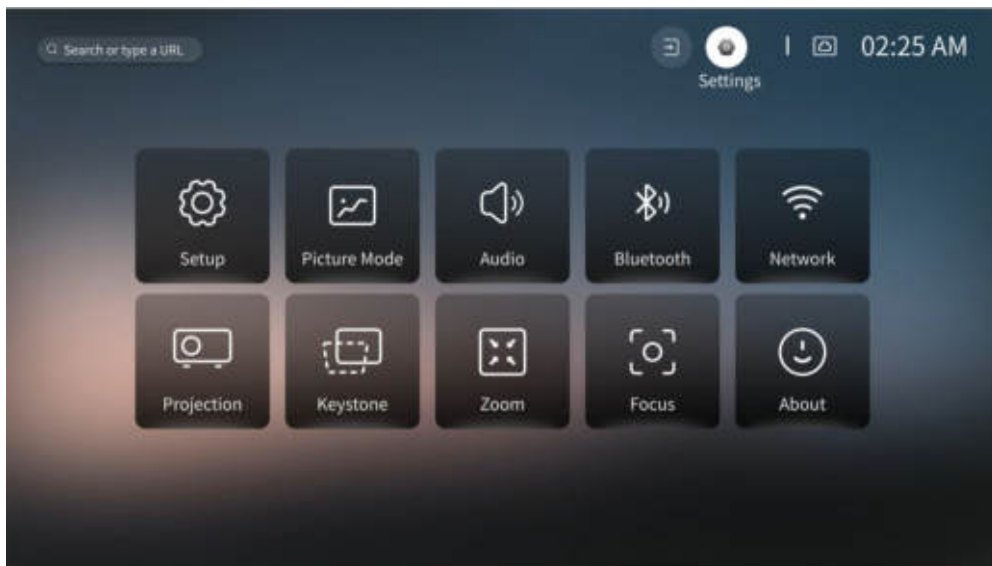 Search or type a URL
02:25 AM
Settings
Setup
Picture Mode
Audio
Bluetooth
Network
Projection
Keystone
Zoom
Focus
About